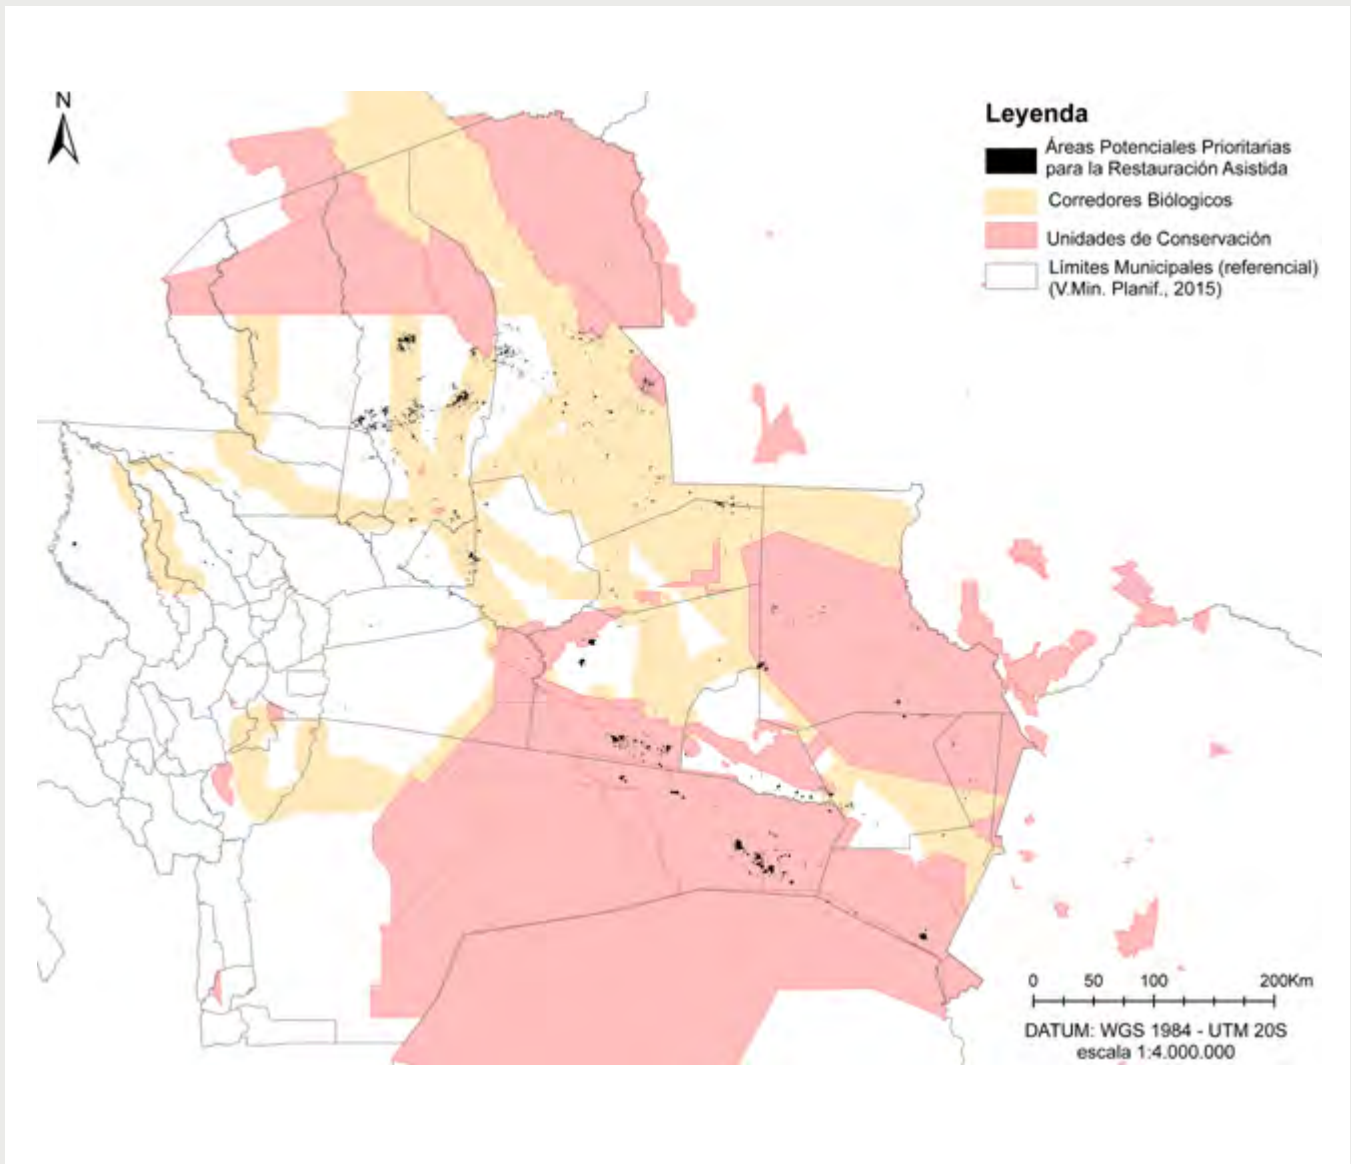 N
Leyenda
Áreas Potenciales Prioritarias
para la Restauración Asistida
Corredores Biólogicos
Unidades de Conservación
Límites Municipales (referencial)
(V.Min. Planif., 2015)
0 50 100 200Km
DATUM: WGS 1984 - UTM 20S
escala 1:4.000.000